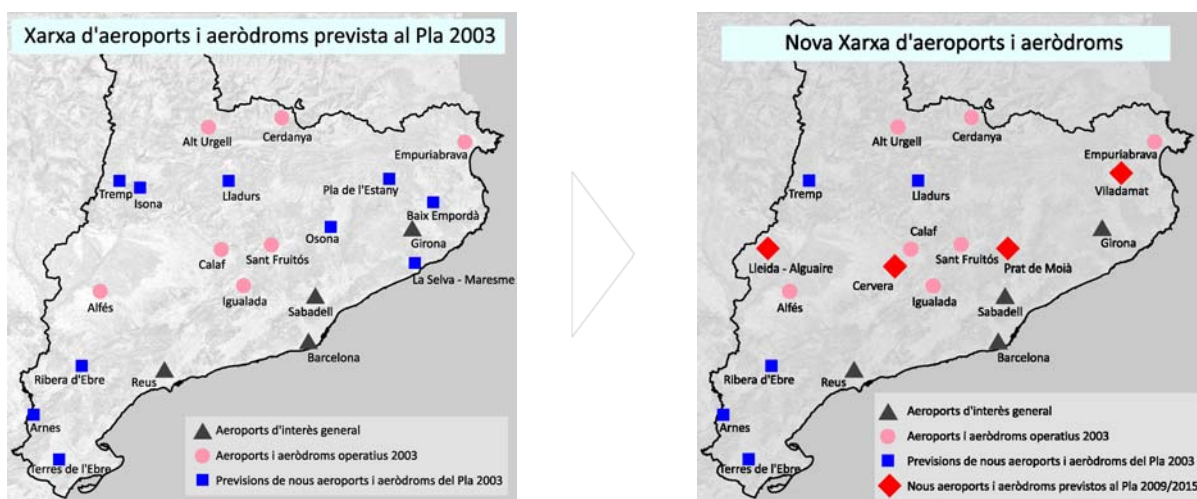 Xarxa d'aeroports i aeròdroms prevista al Pla 2003
Cerdanya
Alt Urgell
Empuriabrava
Tremp
Isona
Lladurs
Pla de l'Estany
Baix Empordà
Osona
Girona
Calaf
Sant Fruitós
La Selva - Maresme
Alfés
Igualada
Sabadell
Barcelona
Ribera d'Ebre
Reus
Arnes
Terres de l'Ebre
Aeroports d'interès general
Aeroports i aeròdroms operatius 2003
Previsions de nous aeroports i aeròdroms del Pla 2003
Nova Xarxa d'aeroports i aeròdroms
Cerdanya
Alt Urgell
Empuriabrava
Tremp
Lladurs
Viladamat
Calaf
Girona
Lleida - Alguaire
Sant Fruitós
Prat de Moià
Cervera
Igualada
Alfés
Sabadell
Barcelona
Ribera d'Ebre
Reus
Arnes
Terres de l'Ebre
Aeroports d'interès general
Aeroports i aeròdroms operatius 2003
Previsions de nous aeroports i aeròdroms del Pla 2003
Nous aeroports i aeròdroms previstos al Pla 2009/2015